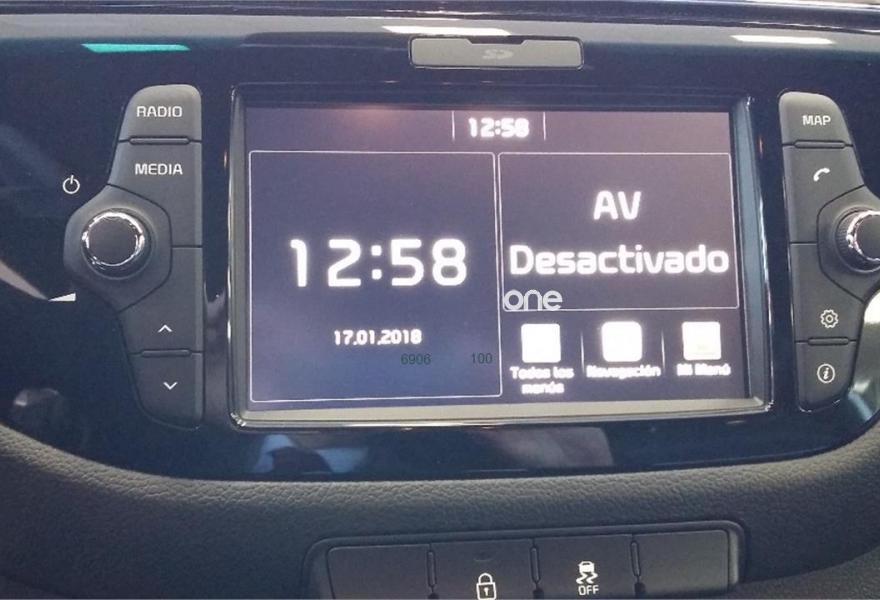 SD
RADIO
MEDIA
12:58
12:58
17.01.2018
6906 100
AV
Desactivado
one
Todos los
menús
Navegación
Mi Menú
MAP
i
OFF